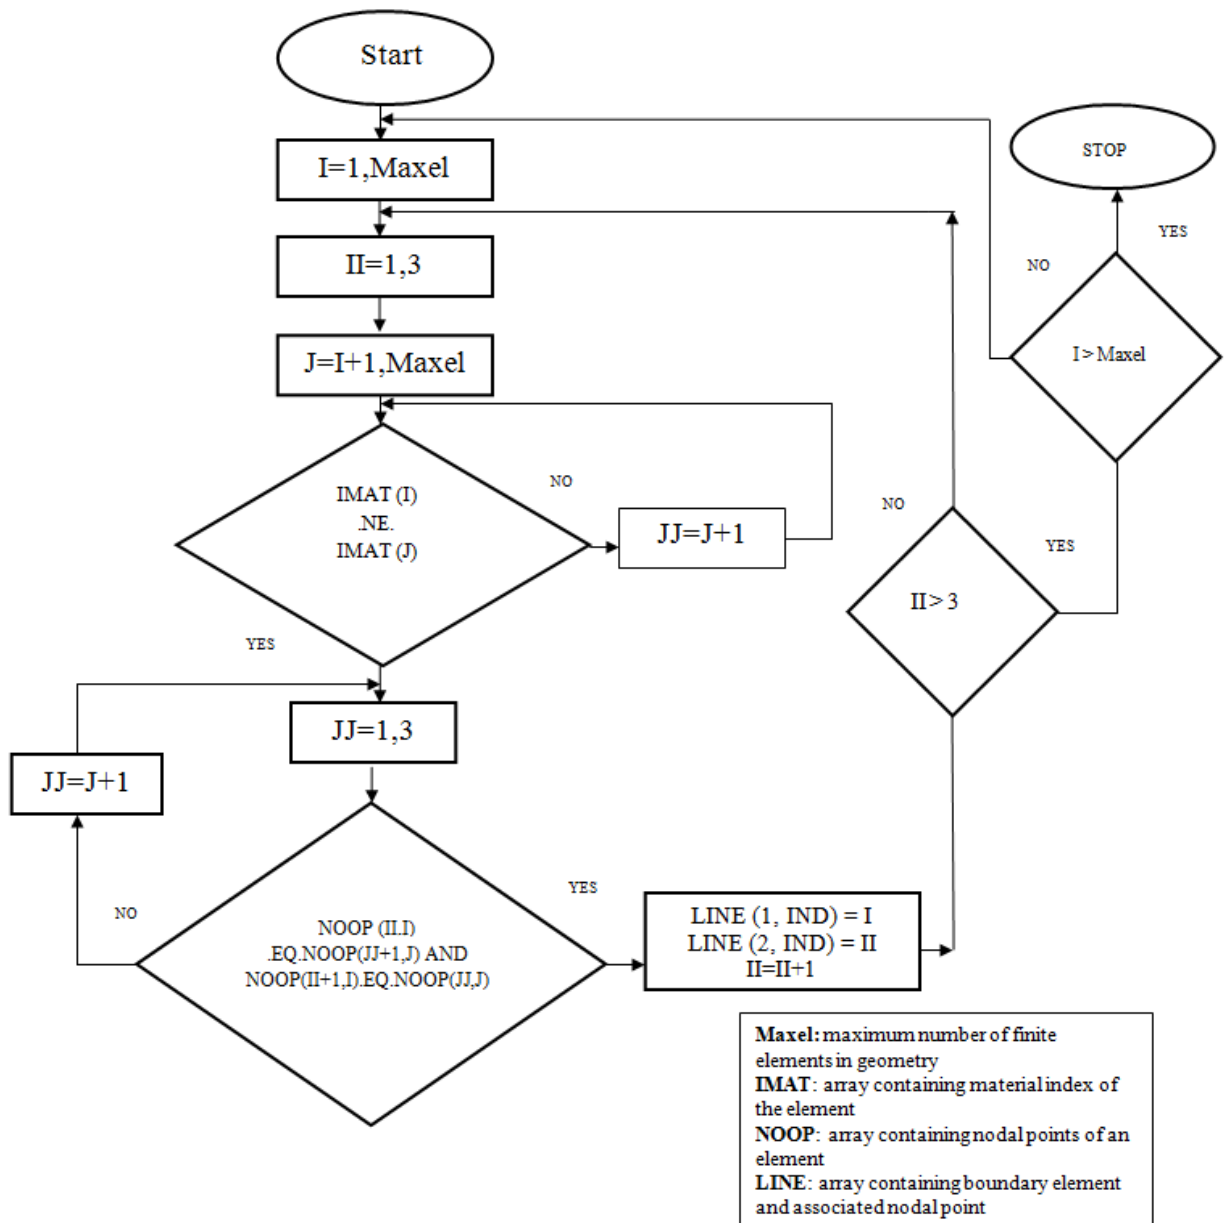 Start
I=1,Maxel
II=1,3
J=I+1,Maxel
IMAT (I)
.NE.
IMAT (J)
NO
JJ=J+1
YES
JJ=1,3
JJ=J+1
NO
NOOP (II.I)
.EQ.NOOP(JJ+1,J) AND
NOOP(II+1,I).EQ.NOOP(JJ,J)
YES
LINE (1, IND) = I
LINE (2, IND) = II
II=II+1
II> 3
NO
YES
I > Maxel
NO
YES
STOP
Maxel: maximum number of finite
elements in geometry
IMAT: array containing material index of
the element
NOOP: array containing nodal points of an
element
LINE: array containing boundary element
and associated nodal point